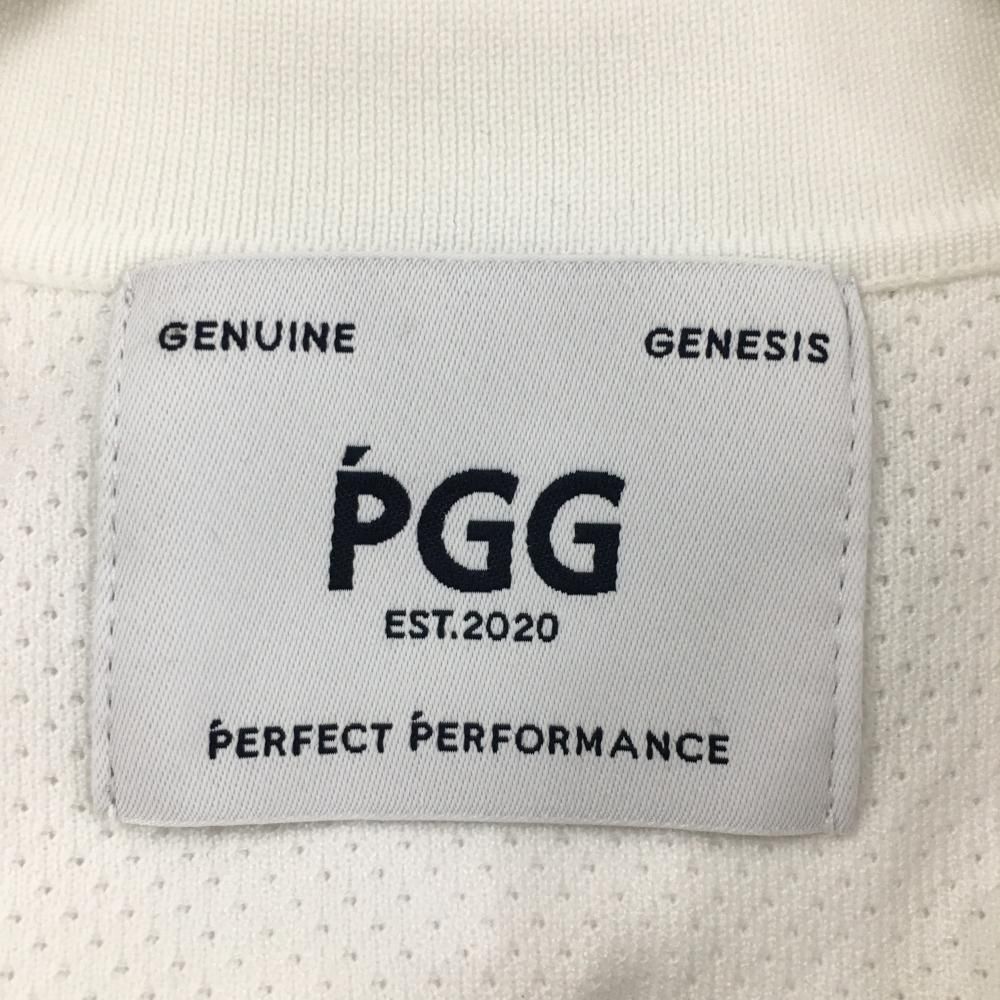 GENUINE GENESIS
ṔGG
EST.2020
ṔERFECT ṔERFORMANCE